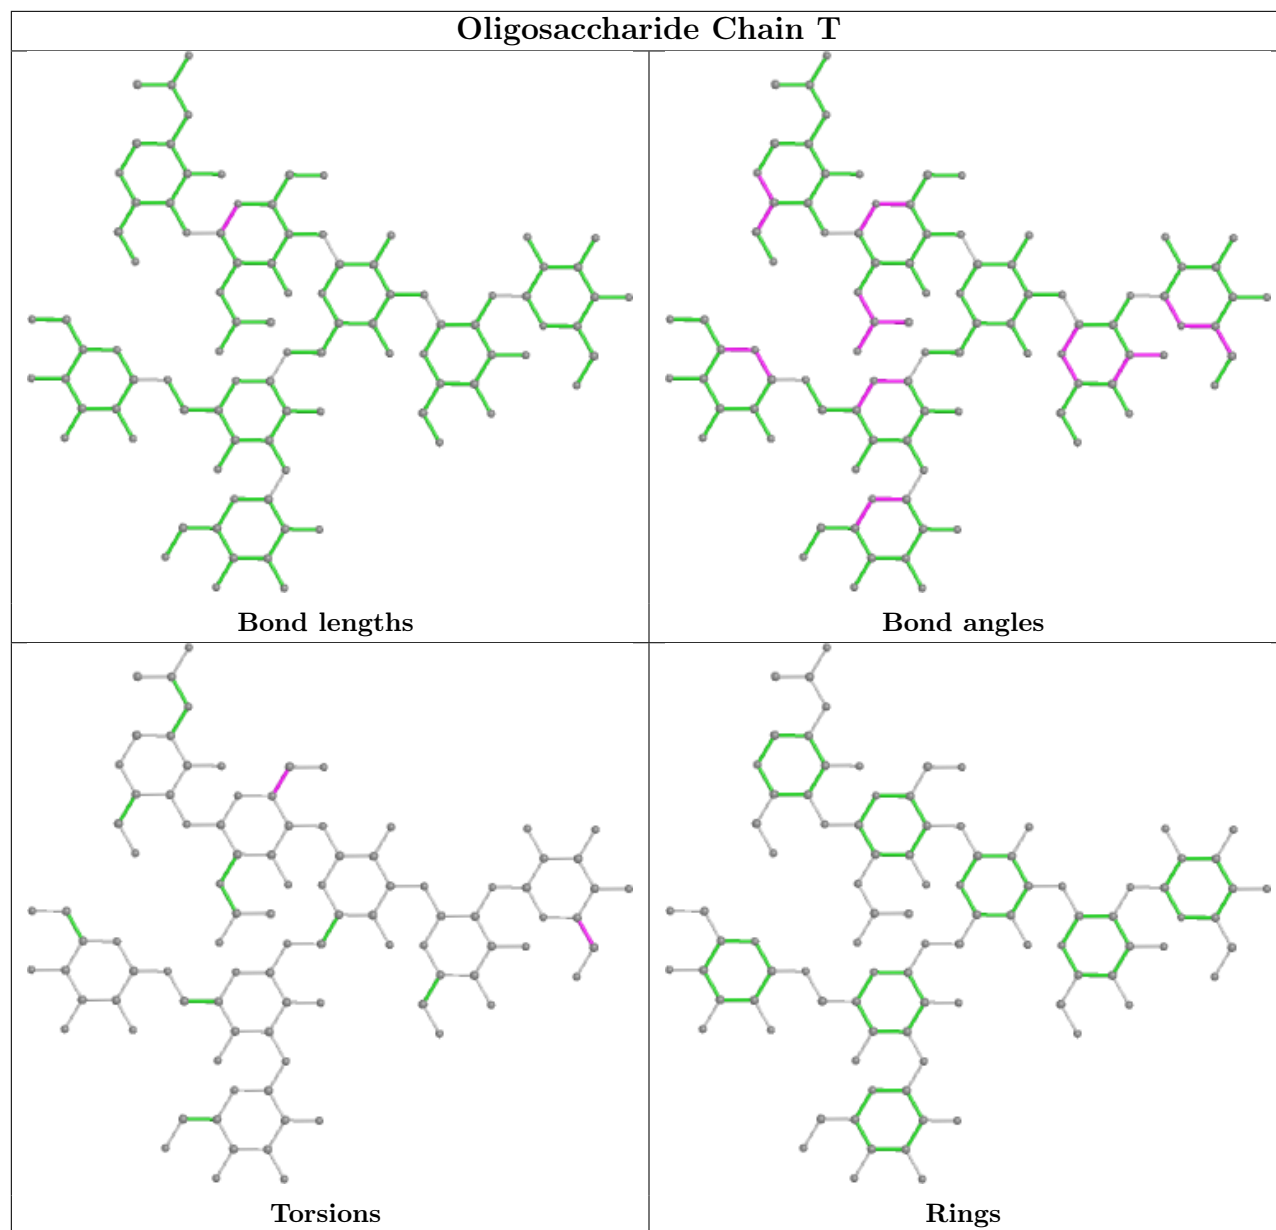 Oligosaccharide Chain T
Bond lengths
Bond angles
Torsions
Rings